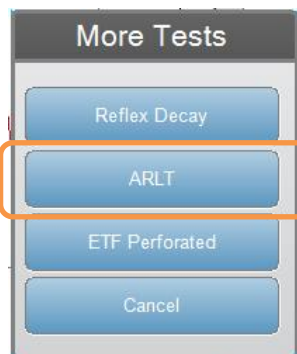 More Tests
Reflex Decay
ARLT
ETF Perforated
Cancel